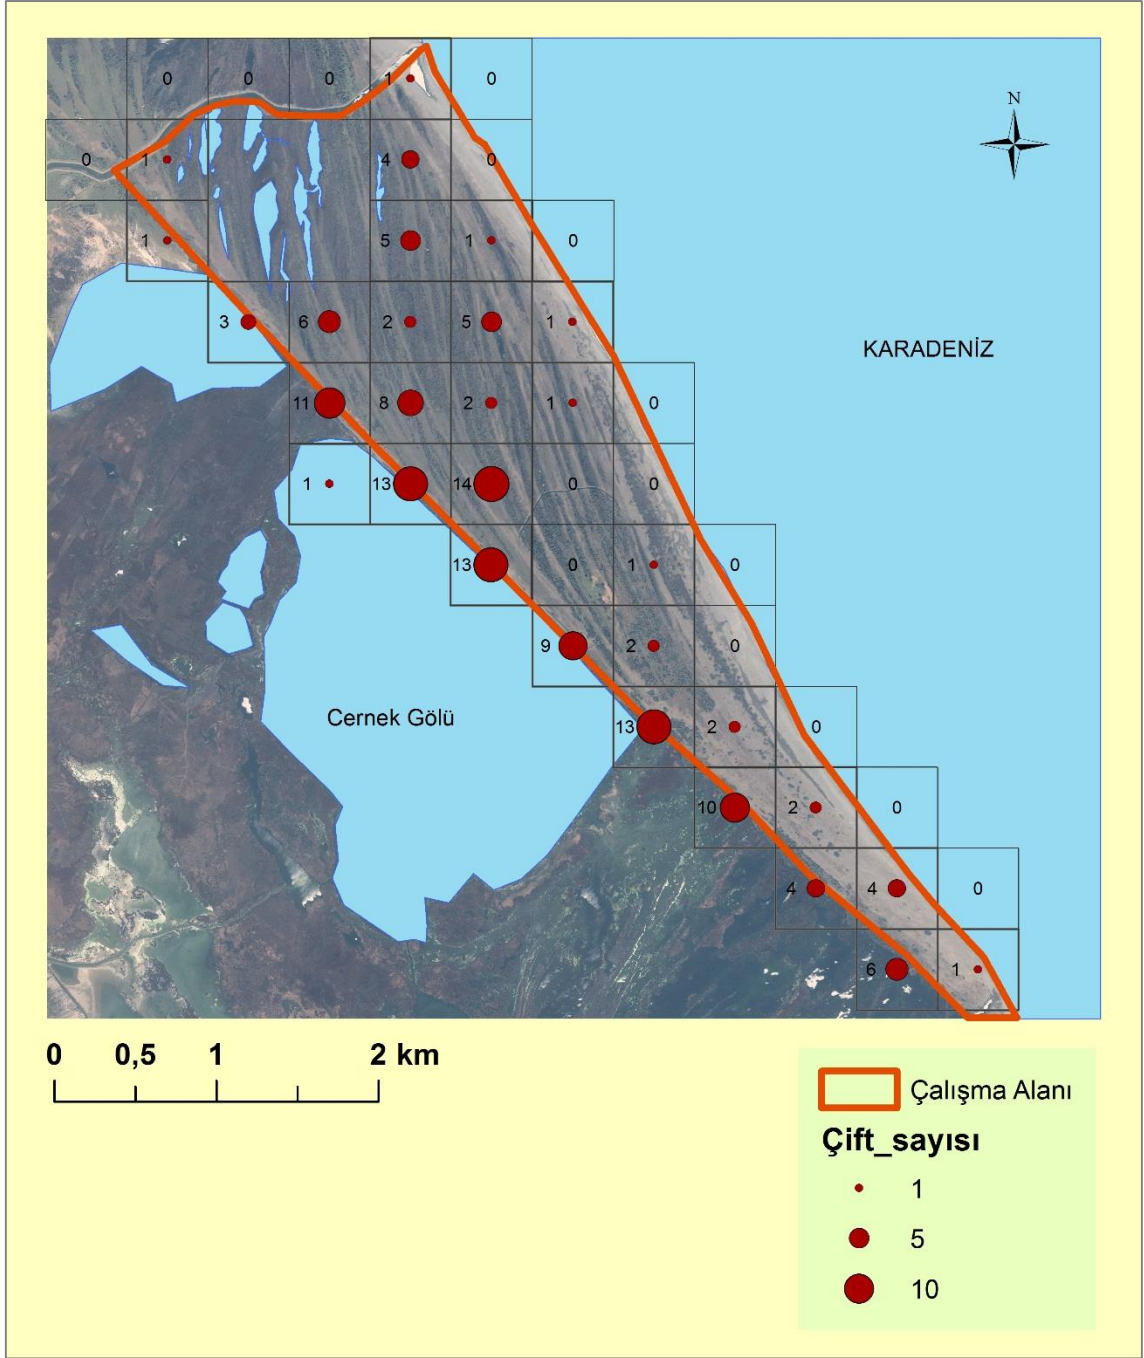 0 0 0 1 0
N
0 1 4 0
1 5 1 0
3 6 2 5 1
KARADENİZ
11 8 2 1 0
1 13 14 0 0
13 0 1 0
9 2 0
Cernek Gölü
13 2 0
10 2 0
4 4 0
6 1
0 0,5 1 2 km
Çalışma Alanı
Çift_sayısı
1
5
10